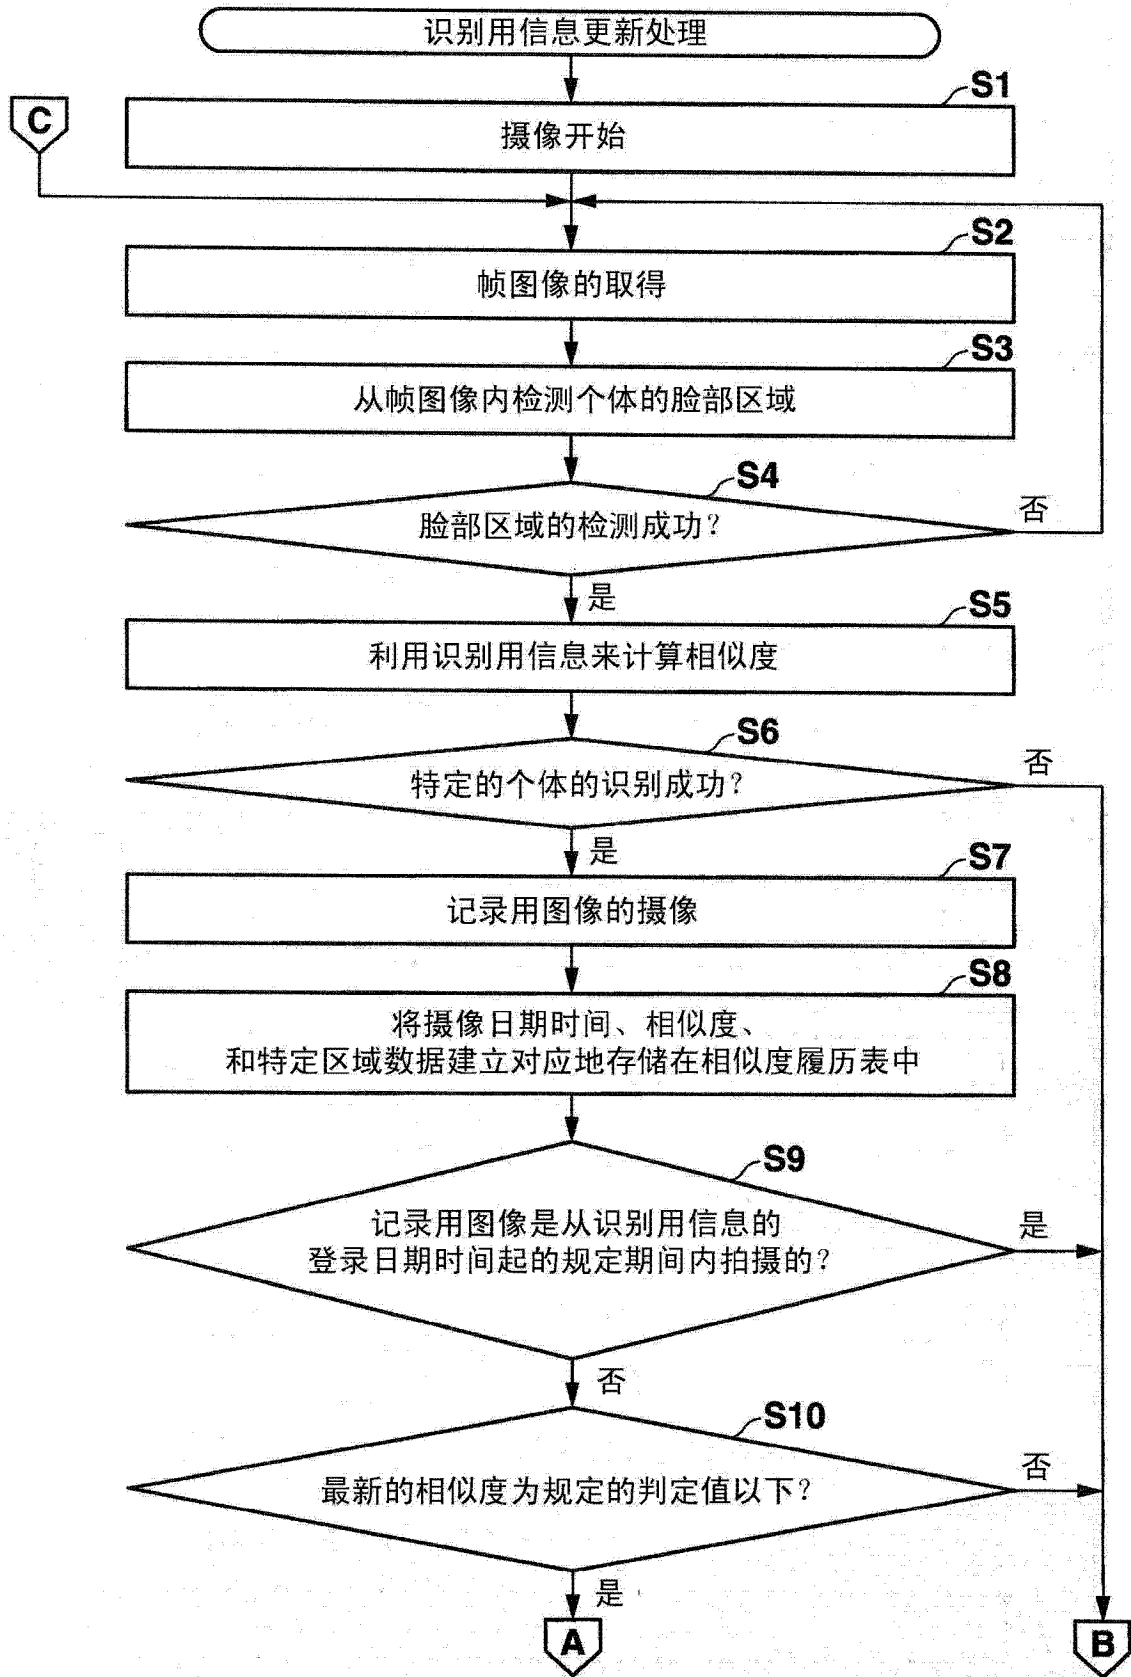 识别用信息更新处理
S1
C
摄像开始
S2
帧图像的取得
S3
从帧图像内检测个体的脸部区域
S4
脸部区域的检测成功？
否
是
S5
利用识别用信息来计算相似度
S6
特定的个体的识别成功？
否
是
S7
记录用图像的摄像
S8
将摄像日期时间、相似度、
和特定区域数据建立对应地存储在相似度履历表中
S9
记录用图像是从识别用信息的
登录日期时间起的规定期间内拍摄的？
是
否
S10
最新的相似度为规定的判定值以下？
否
是
A
B